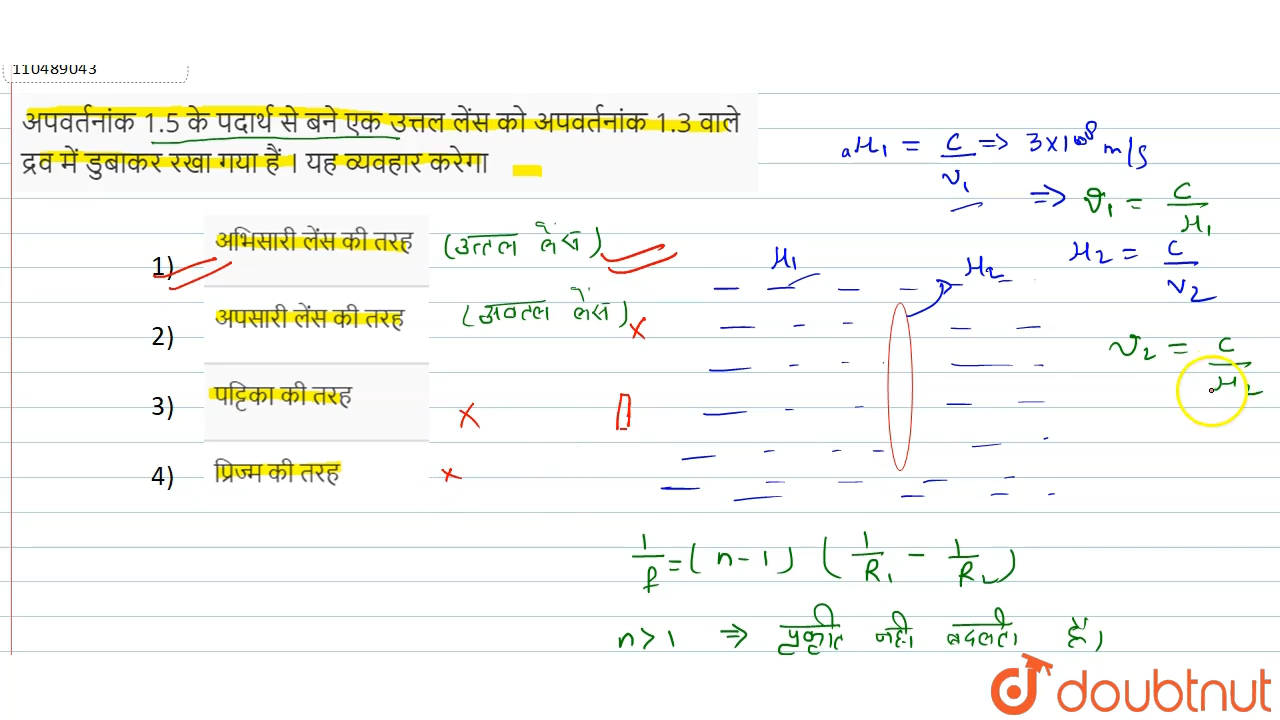 110489043
अपवर्तनांक 1.5 के पदार्थ से बने एक उत्तल लेंस को अपवर्तनांक 1.3 वाले
द्रव में डुबाकर रखा गया हैं । यह व्यवहार करेगा
1) अभिसारी लेंस की तरह (उत्तल लेंस)
2) अपसारी लेंस की तरह (अवतल लेंस)
3) पट्टिका की तरह
4) प्रिज्म की तरह
aμ1 = c/v1 => 3x10^8 m/s
=> v1 = c/μ1
μ2 = c/v2
v2 = c/μ2
μ1 μ2
1/f = (n-1) (1/R1 - 1/R2)
n>1 => प्रकृति नही बदलती है।
doubtnut